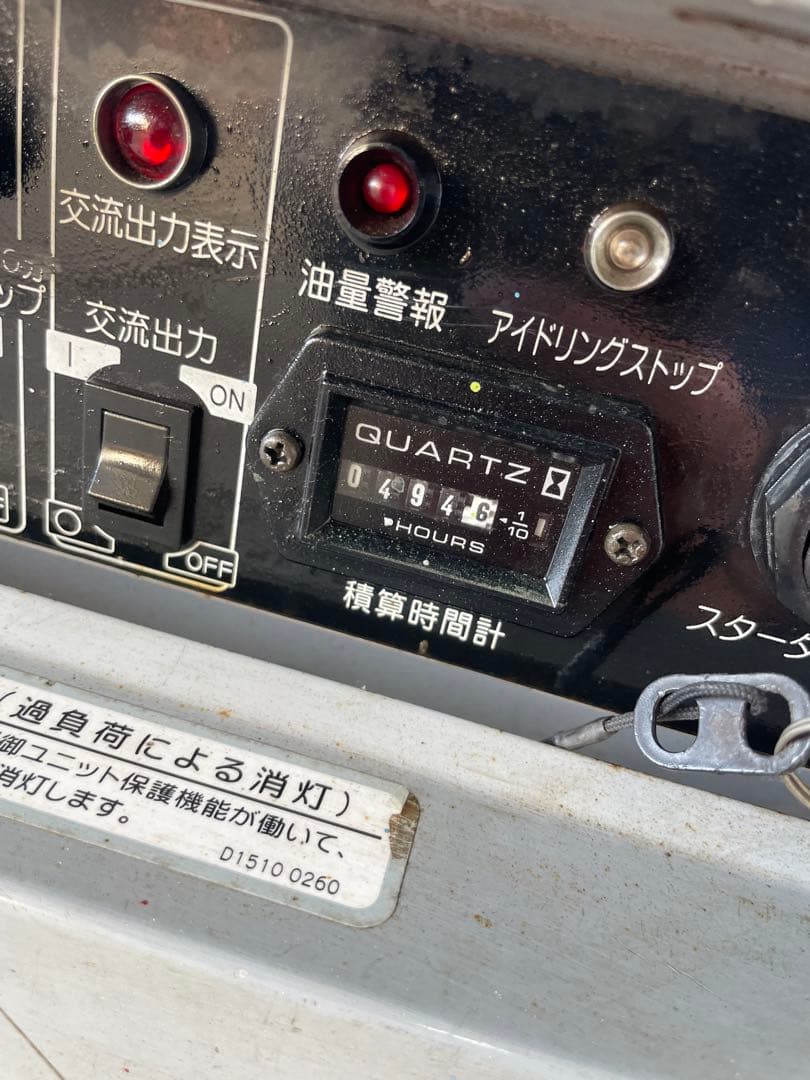 交流出力表示
油量警報
アイドリングストップ
ップ
交流出力
I
ON
QUARTZ
04946
1/10
HOURS
O
OFF
積算時間計
スター
(過負荷による消灯)
御ユニット保護機能が働いて、
消灯します。
D1510 0260